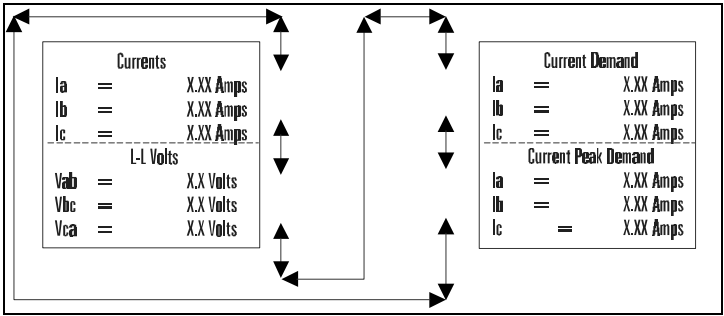 Currents
Ia = X.XX Amps
Ib = X.XX Amps
Ic = X.XX Amps
L-L Volts
Vab = X.X Volts
Vbc = X.X Volts
Vca = X.X Volts
Current Demand
Ia = X.XX Amps
Ib = X.XX Amps
Ic = X.XX Amps
Current Peak Demand
Ia = X.XX Amps
Ib = X.XX Amps
Ic = X.XX Amps